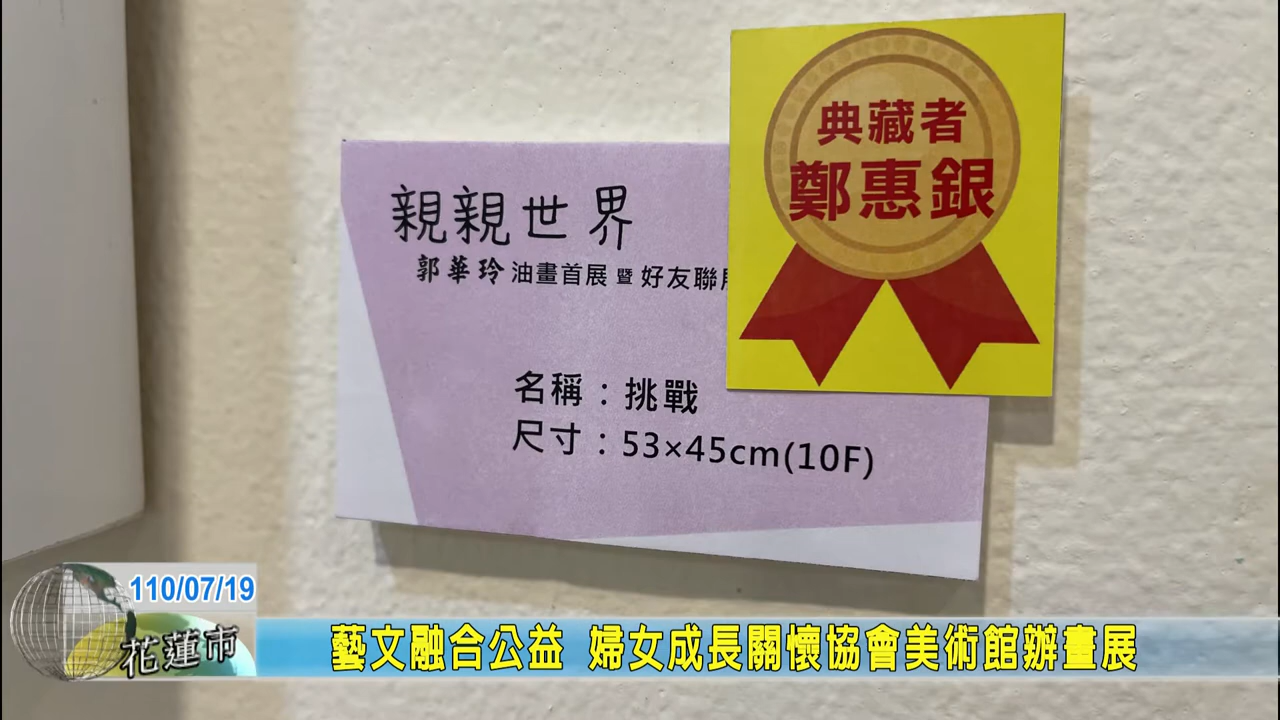 典藏者
鄭惠銀
親親世界
郭華玲油畫首展暨好友聯展
名稱：挑戰
尺寸：53×45cm(10F)
110/07/19
花蓮市
藝文融合公益 婦女成長關懷協會美術館辦畫展